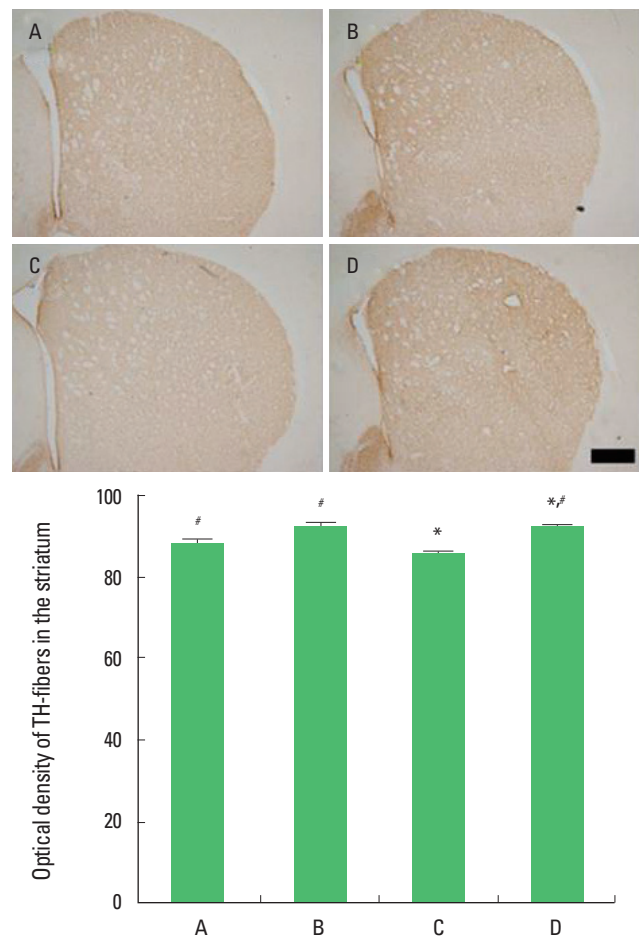 A
B
C
D
100
80
60
40
20
0
Optical density of TH-fibers in the striatum
#
#
*
*,#
A
B
C
D